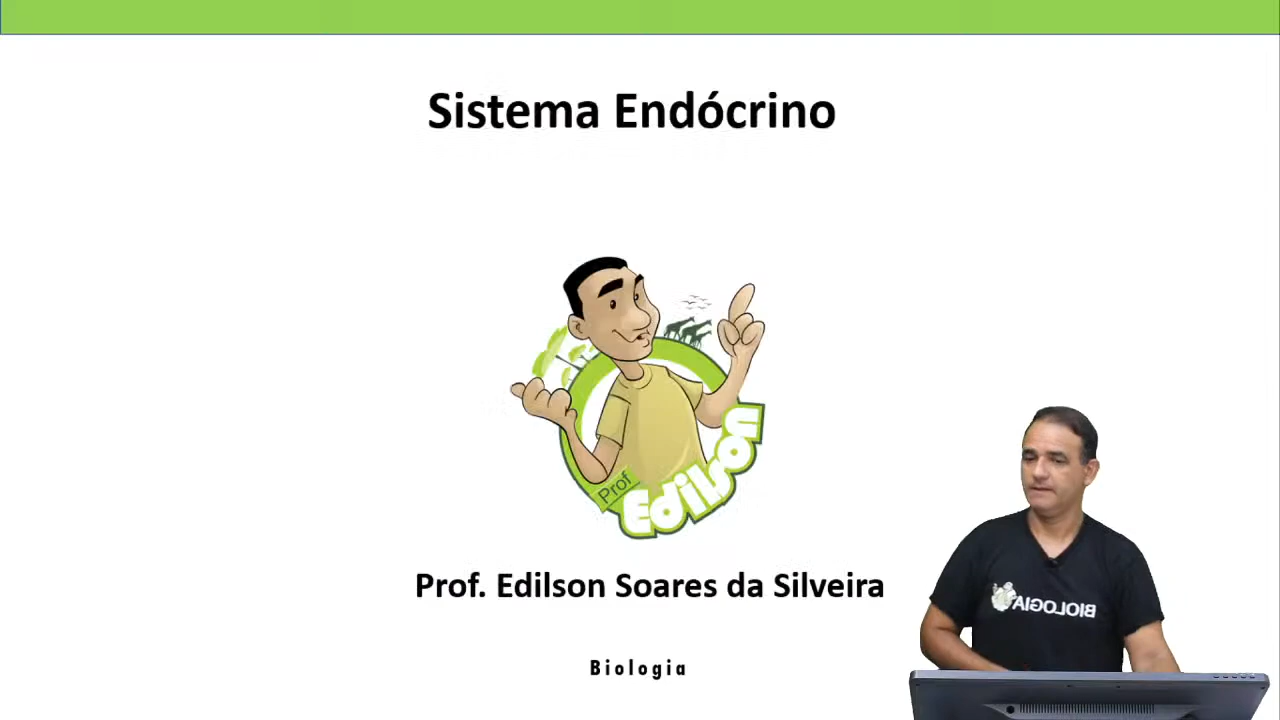 Sistema Endócrino
Prof
Edilson
BIOLOGIA
Prof. Edilson Soares da Silveira
Biologia